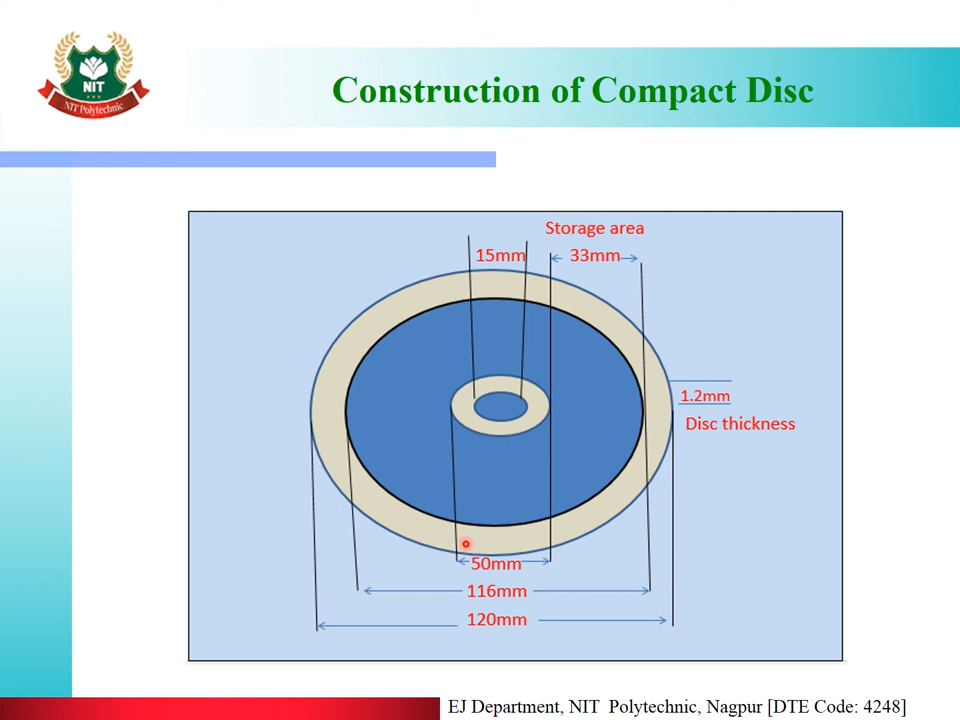 NIT
NIT Polytechnic
Construction of Compact Disc
Storage area
15mm
33mm
1.2mm
Disc thickness
50mm
116mm
120mm
EJ Department, NIT Polytechnic, Nagpur [DTE Code: 4248]